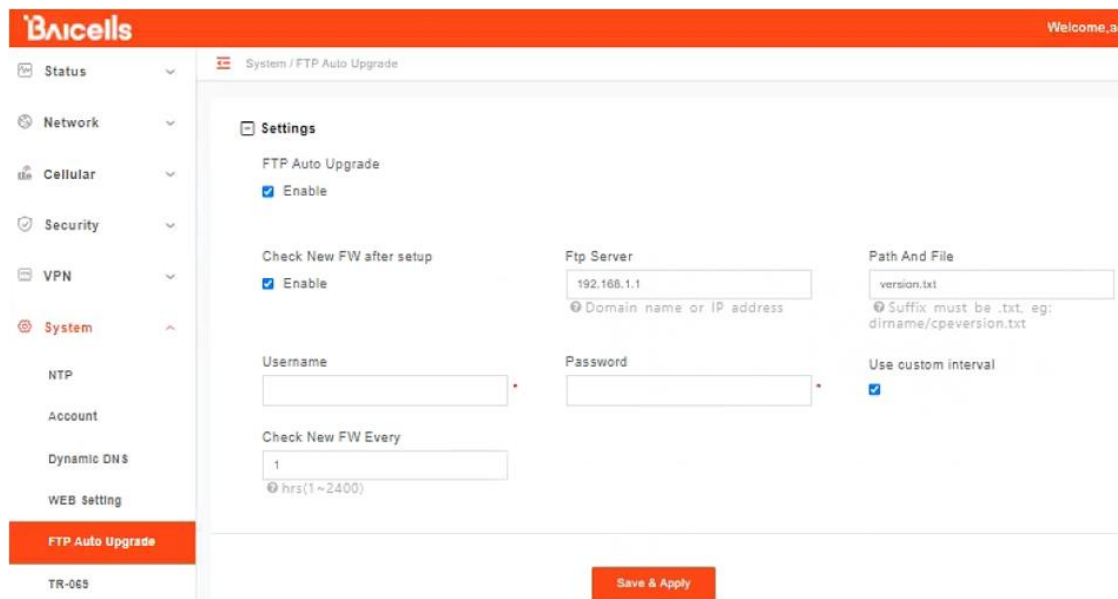 Baicells
Welcome,a
Status
System / FTP Auto Upgrade
Network
Settings
FTP Auto Upgrade
Cellular
Enable
Security
Check New FW after setup
Ftp Server
Path And File
VPN
Enable
192.168.1.1
version.txt
Domain name or IP address
Suffix must be .txt, eg:
dirname/cpeversion.txt
System
Username
Password
Use custom interval
NTP
*
*
Account
Check New FW Every
Dynamic DNS
1
hrs(1~2400)
WEB Setting
FTP Auto Upgrade
TR-069
Save & Apply